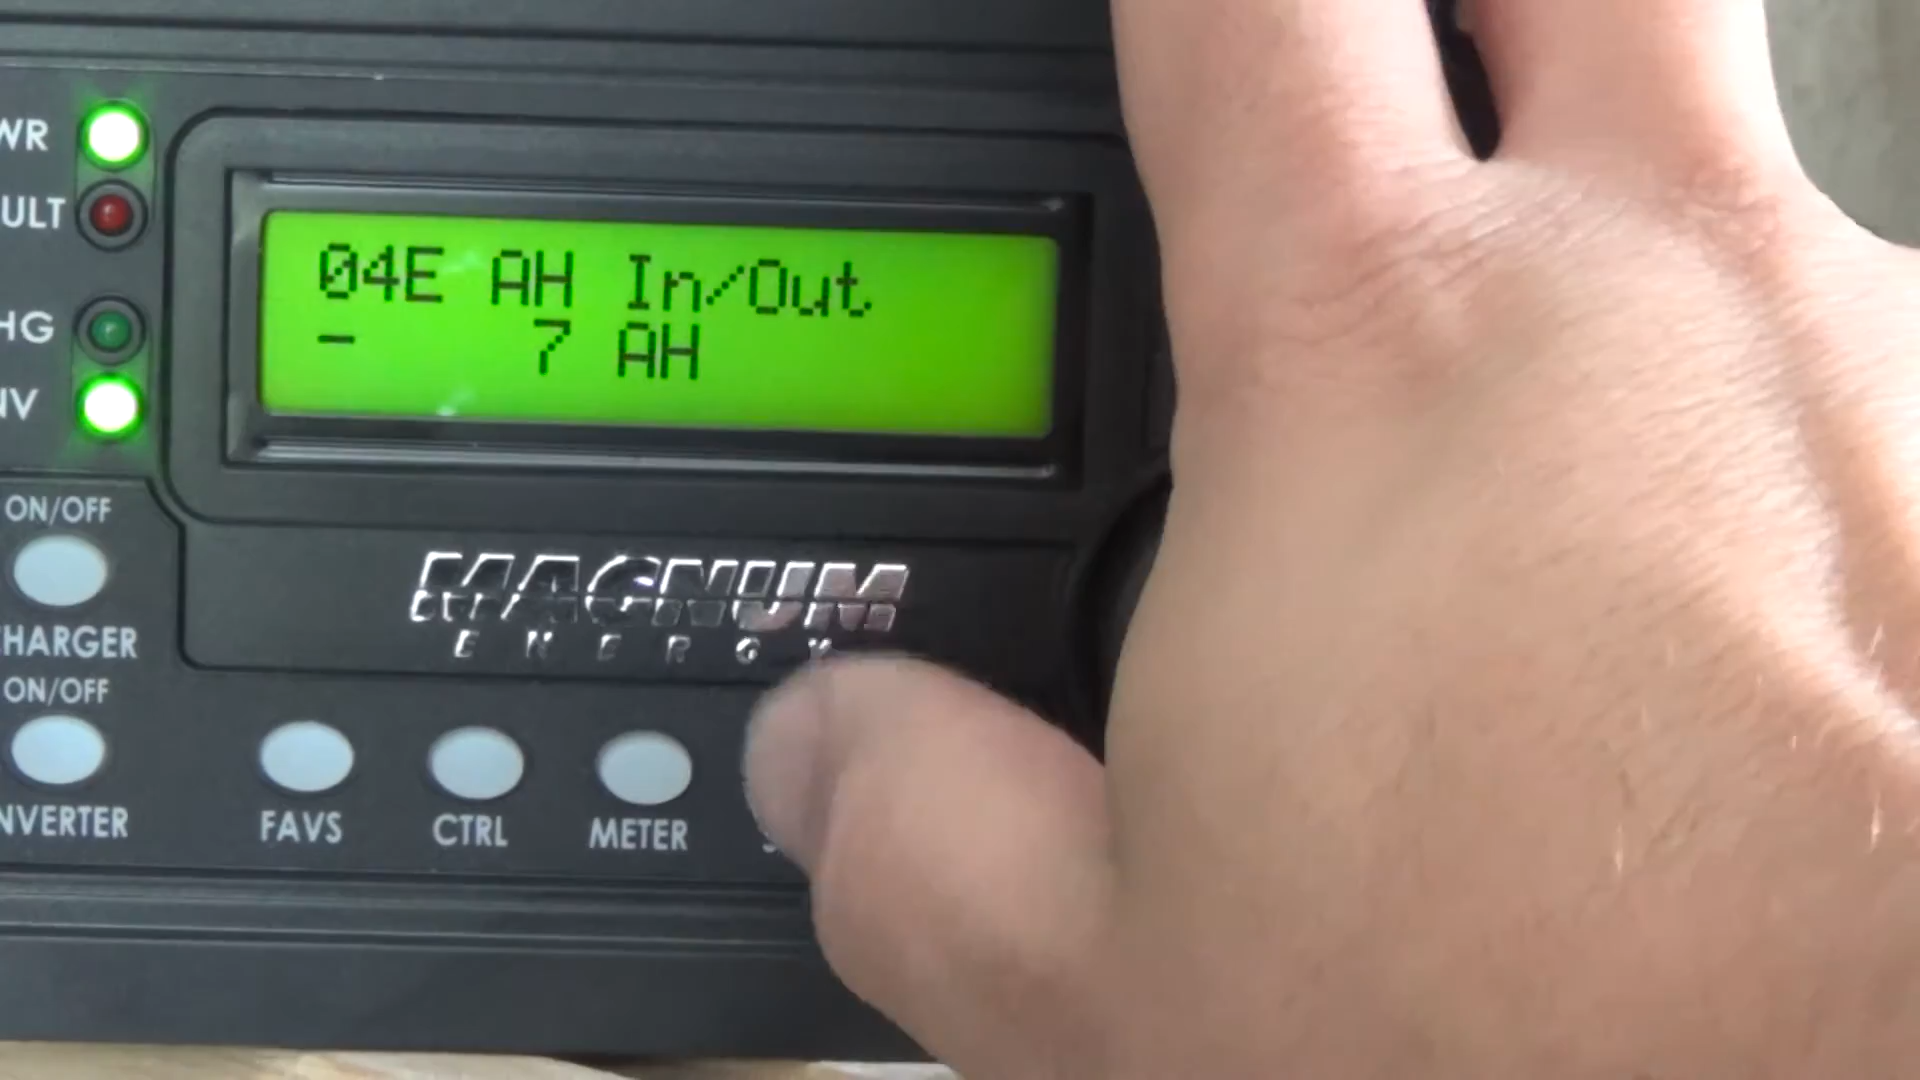 WR
ULT
HG
NV
04E AH In/Out
- 7 AH
ON/OFF
CHARGER
ON/OFF
NVERTER
MAGNUM
ENERGY
FAVS
CTRL
METER